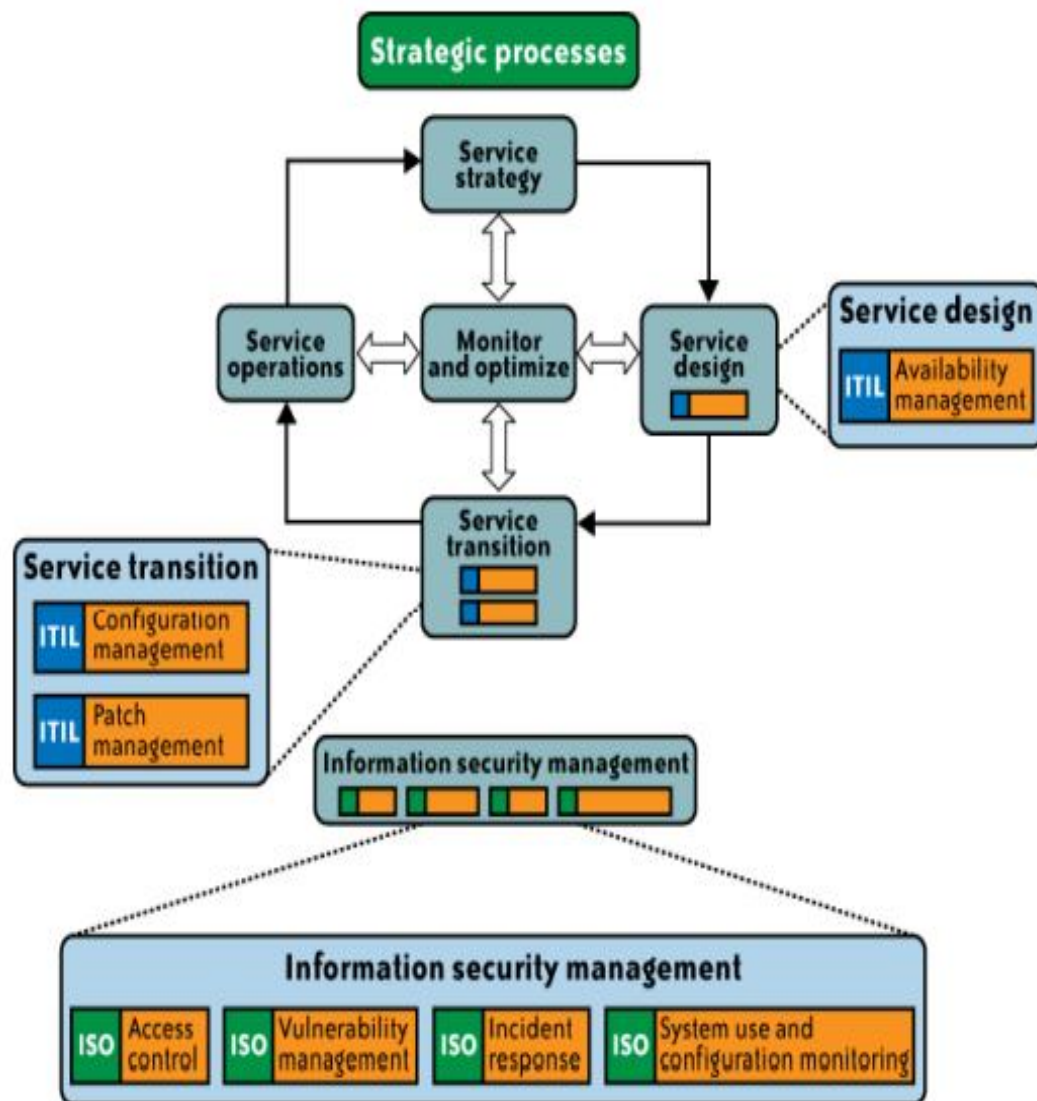 Strategic processes
Service
strategy
Service
operations
Monitor
and optimize
Service
design
Service design
ITIL
Availability
management
Service
transition
Service transition
ITIL
Configuration
management
ITIL
Patch
management
Information security management
Information security management
ISO
Access
control
ISO
Vulnerability
management
ISO
Incident
response
ISO
System use and
configuration monitoring